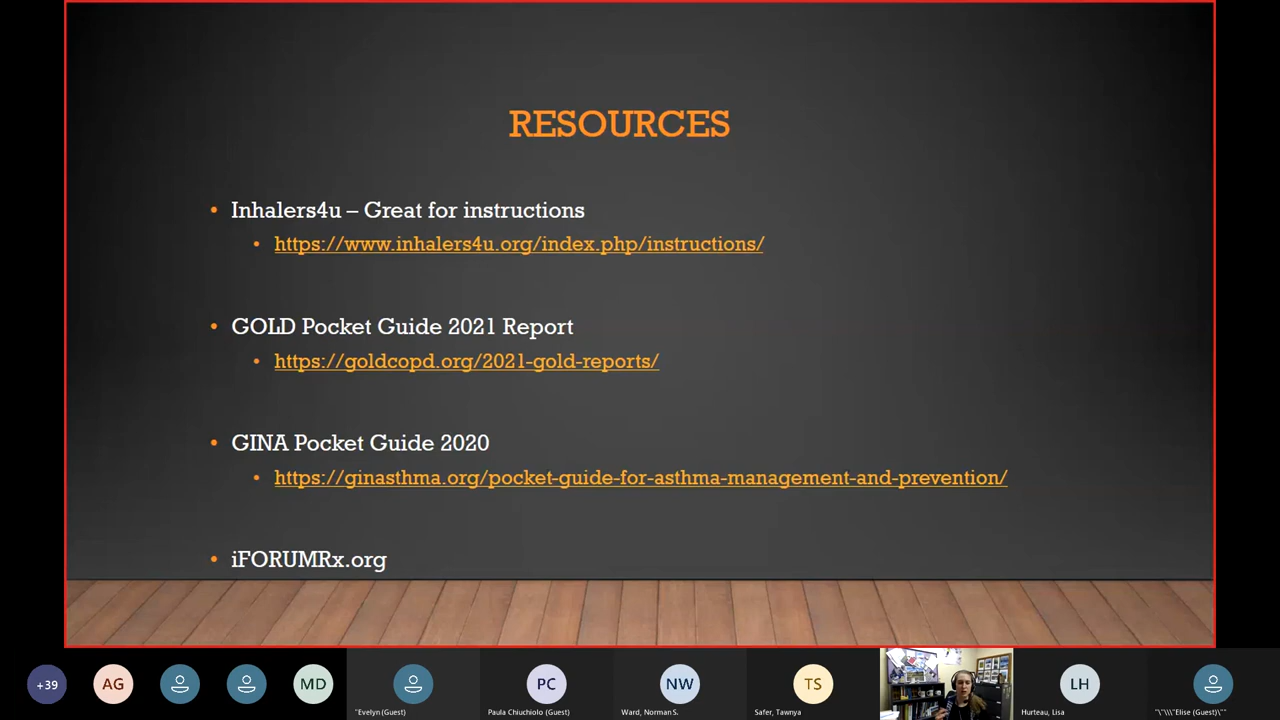 RESOURCES
• Inhalers4u – Great for instructions
• https://www.inhalers4u.org/index.php/instructions/
• GOLD Pocket Guide 2021 Report
• https://goldcopd.org/2021-gold-reports/
• GINA Pocket Guide 2020
• https://ginasthma.org/pocket-guide-for-asthma-management-and-prevention/
• iFORUMRx.org
+39
AG
MD
PC
NW
TS
LH
"Evelyn (Guest)
Paula Chiuchiolo (Guest)
Ward, Norman S.
Safer, Tawnya
Hurteau, Lisa
"\"\\\"Elise (Guest)\""